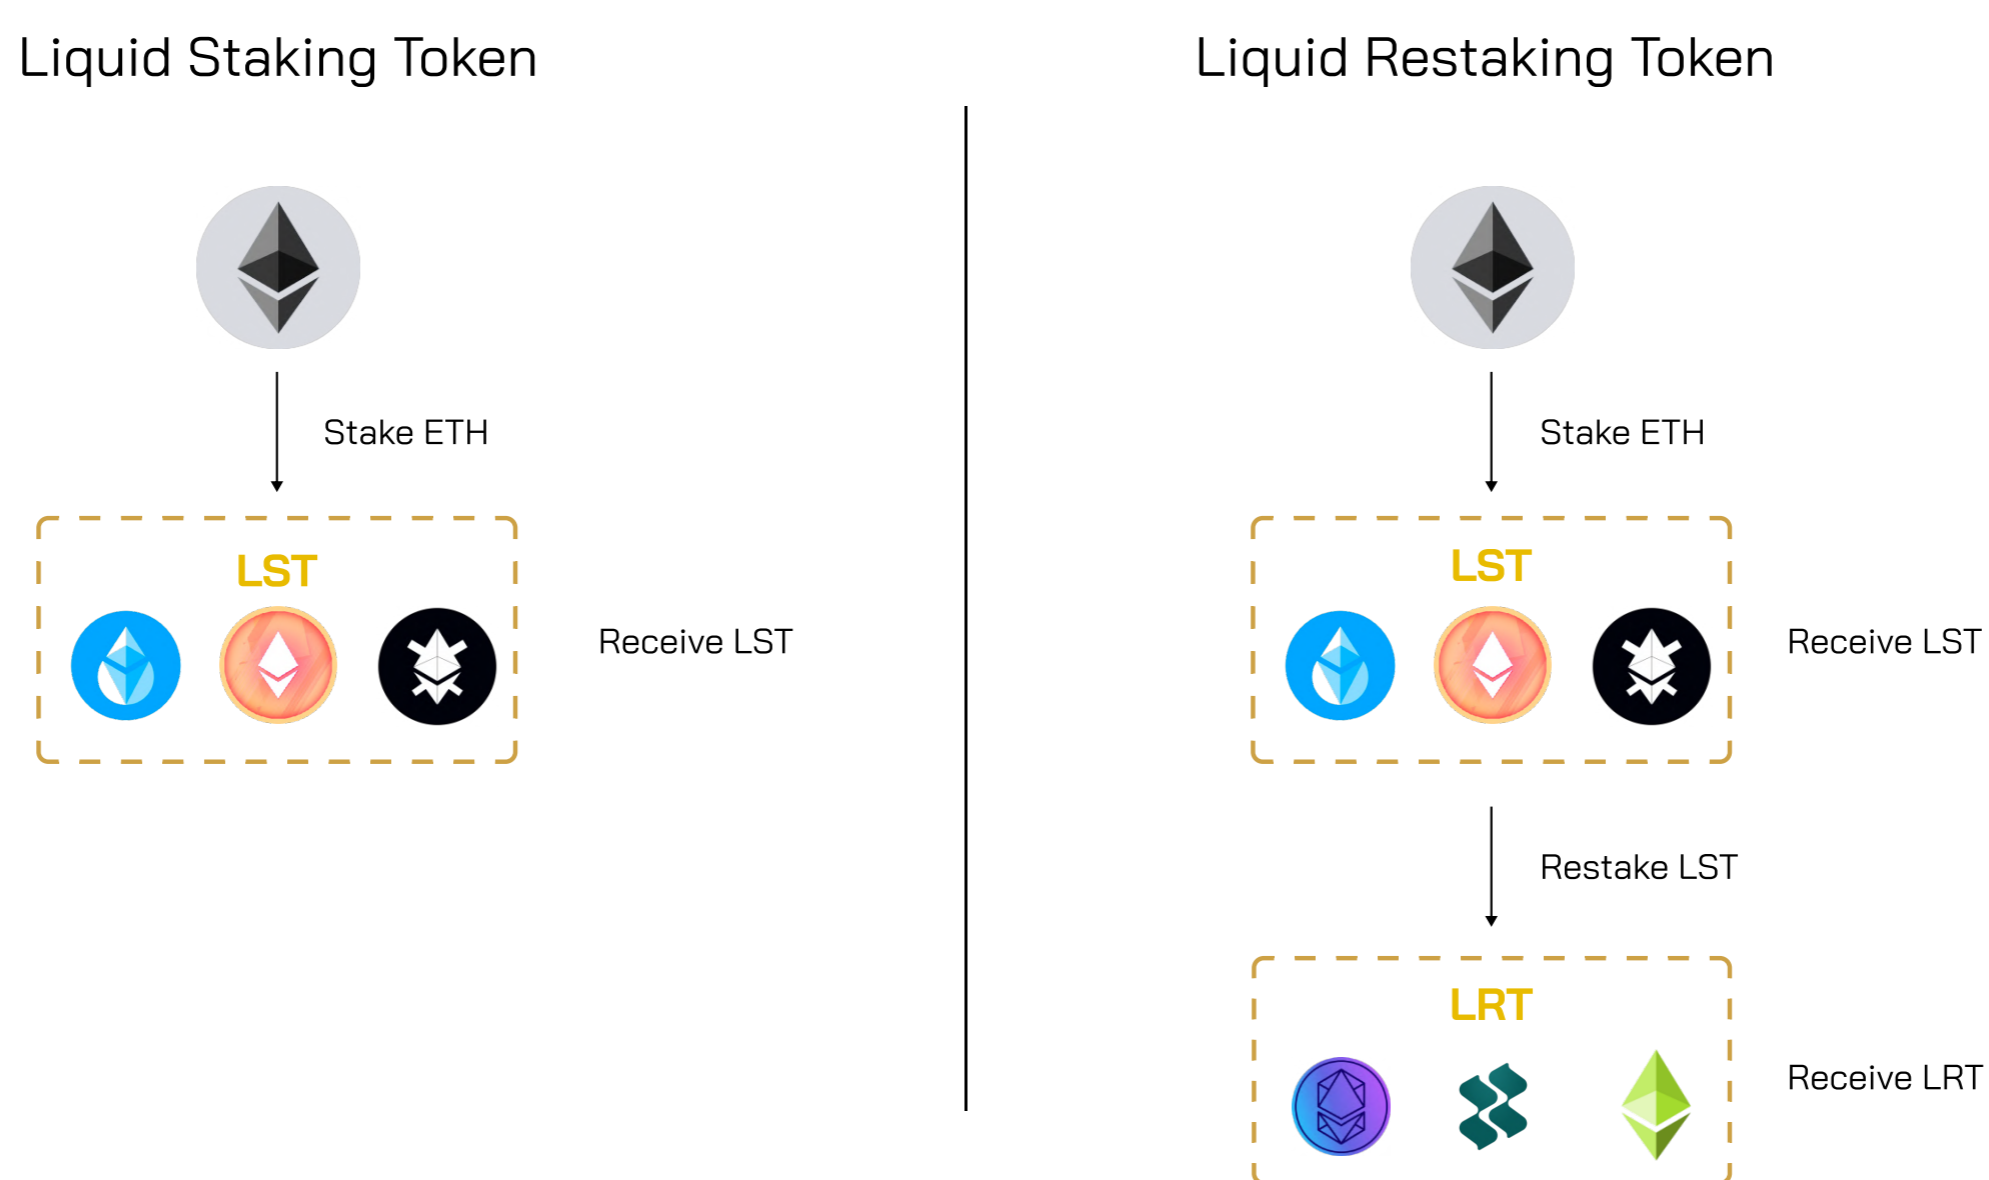 Liquid Staking Token
Stake ETH
LST
Receive LST
Liquid Restaking Token
Stake ETH
LST
Receive LST
Restake LST
LRT
Receive LRT